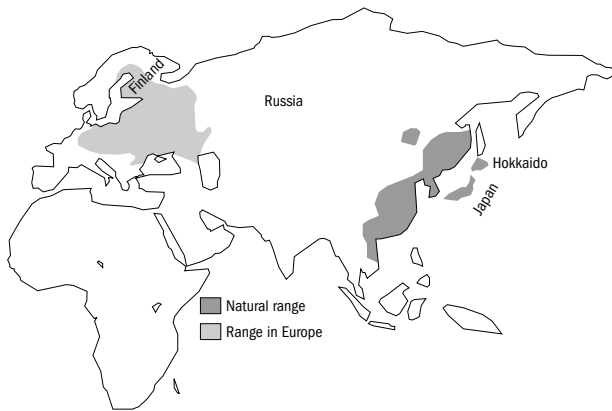 Finland
Russia
Hokkaido
Japan
Natural range
Range in Europe